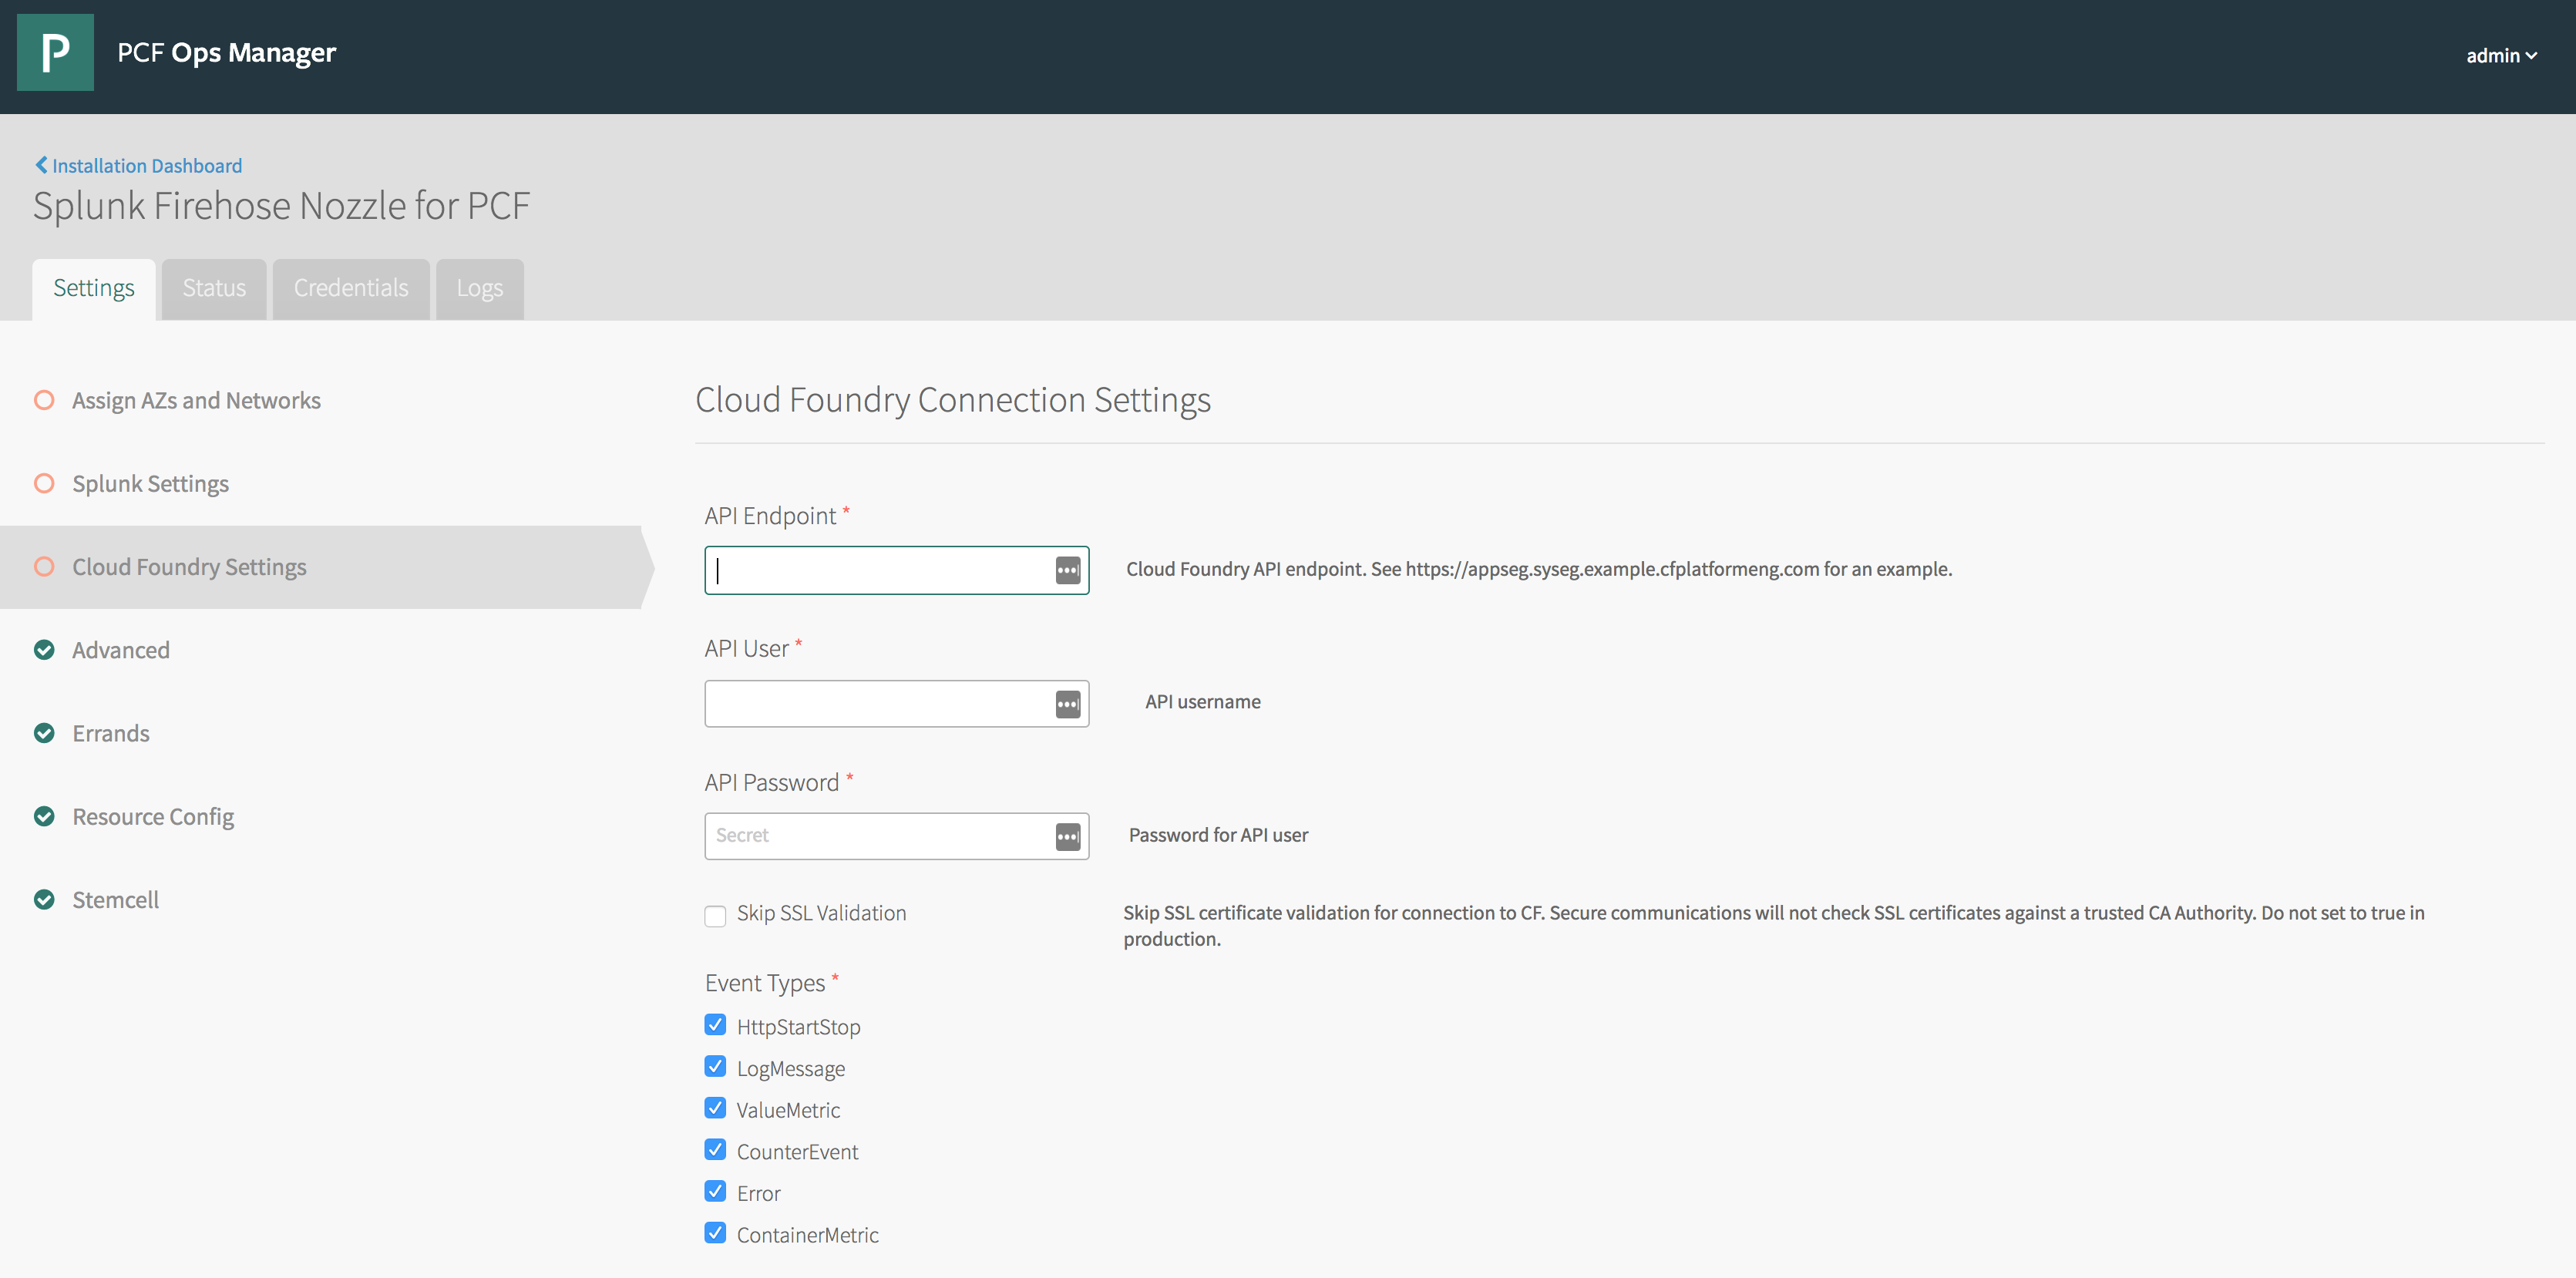 P
PCF Ops Manager
admin
Installation Dashboard
Splunk Firehose Nozzle for PCF
Settings
Status
Credentials
Logs
Assign AZs and Networks
Splunk Settings
Cloud Foundry Settings
Advanced
Errands
Resource Config
Stemcell
Cloud Foundry Connection Settings
API Endpoint *
Cloud Foundry API endpoint. See https://appseg.syseg.example.cfplatformeng.com for an example.
API User *
API username
API Password *
Secret
Password for API user
Skip SSL Validation
Skip SSL certificate validation for connection to CF. Secure communications will not check SSL certificates against a trusted CA Authority. Do not set to true in
production.
Event Types *
HttpStartStop
LogMessage
ValueMetric
CounterEvent
Error
ContainerMetric